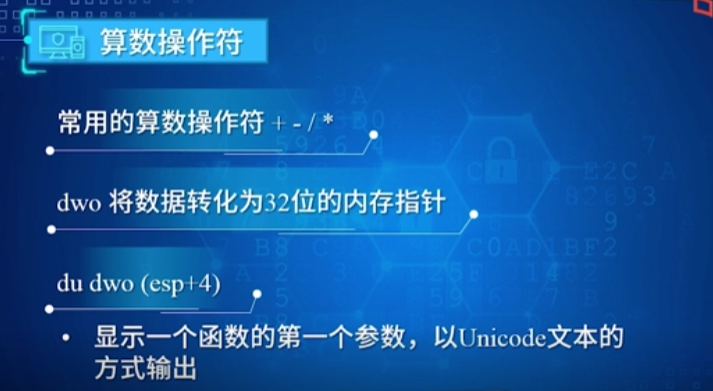 算数操作符
常用的算数操作符 + - / *
dwo 将数据转化为32位的内存指针
du dwo (esp+4)
• 显示一个函数的第一个参数，以Unicode文本的
方式输出